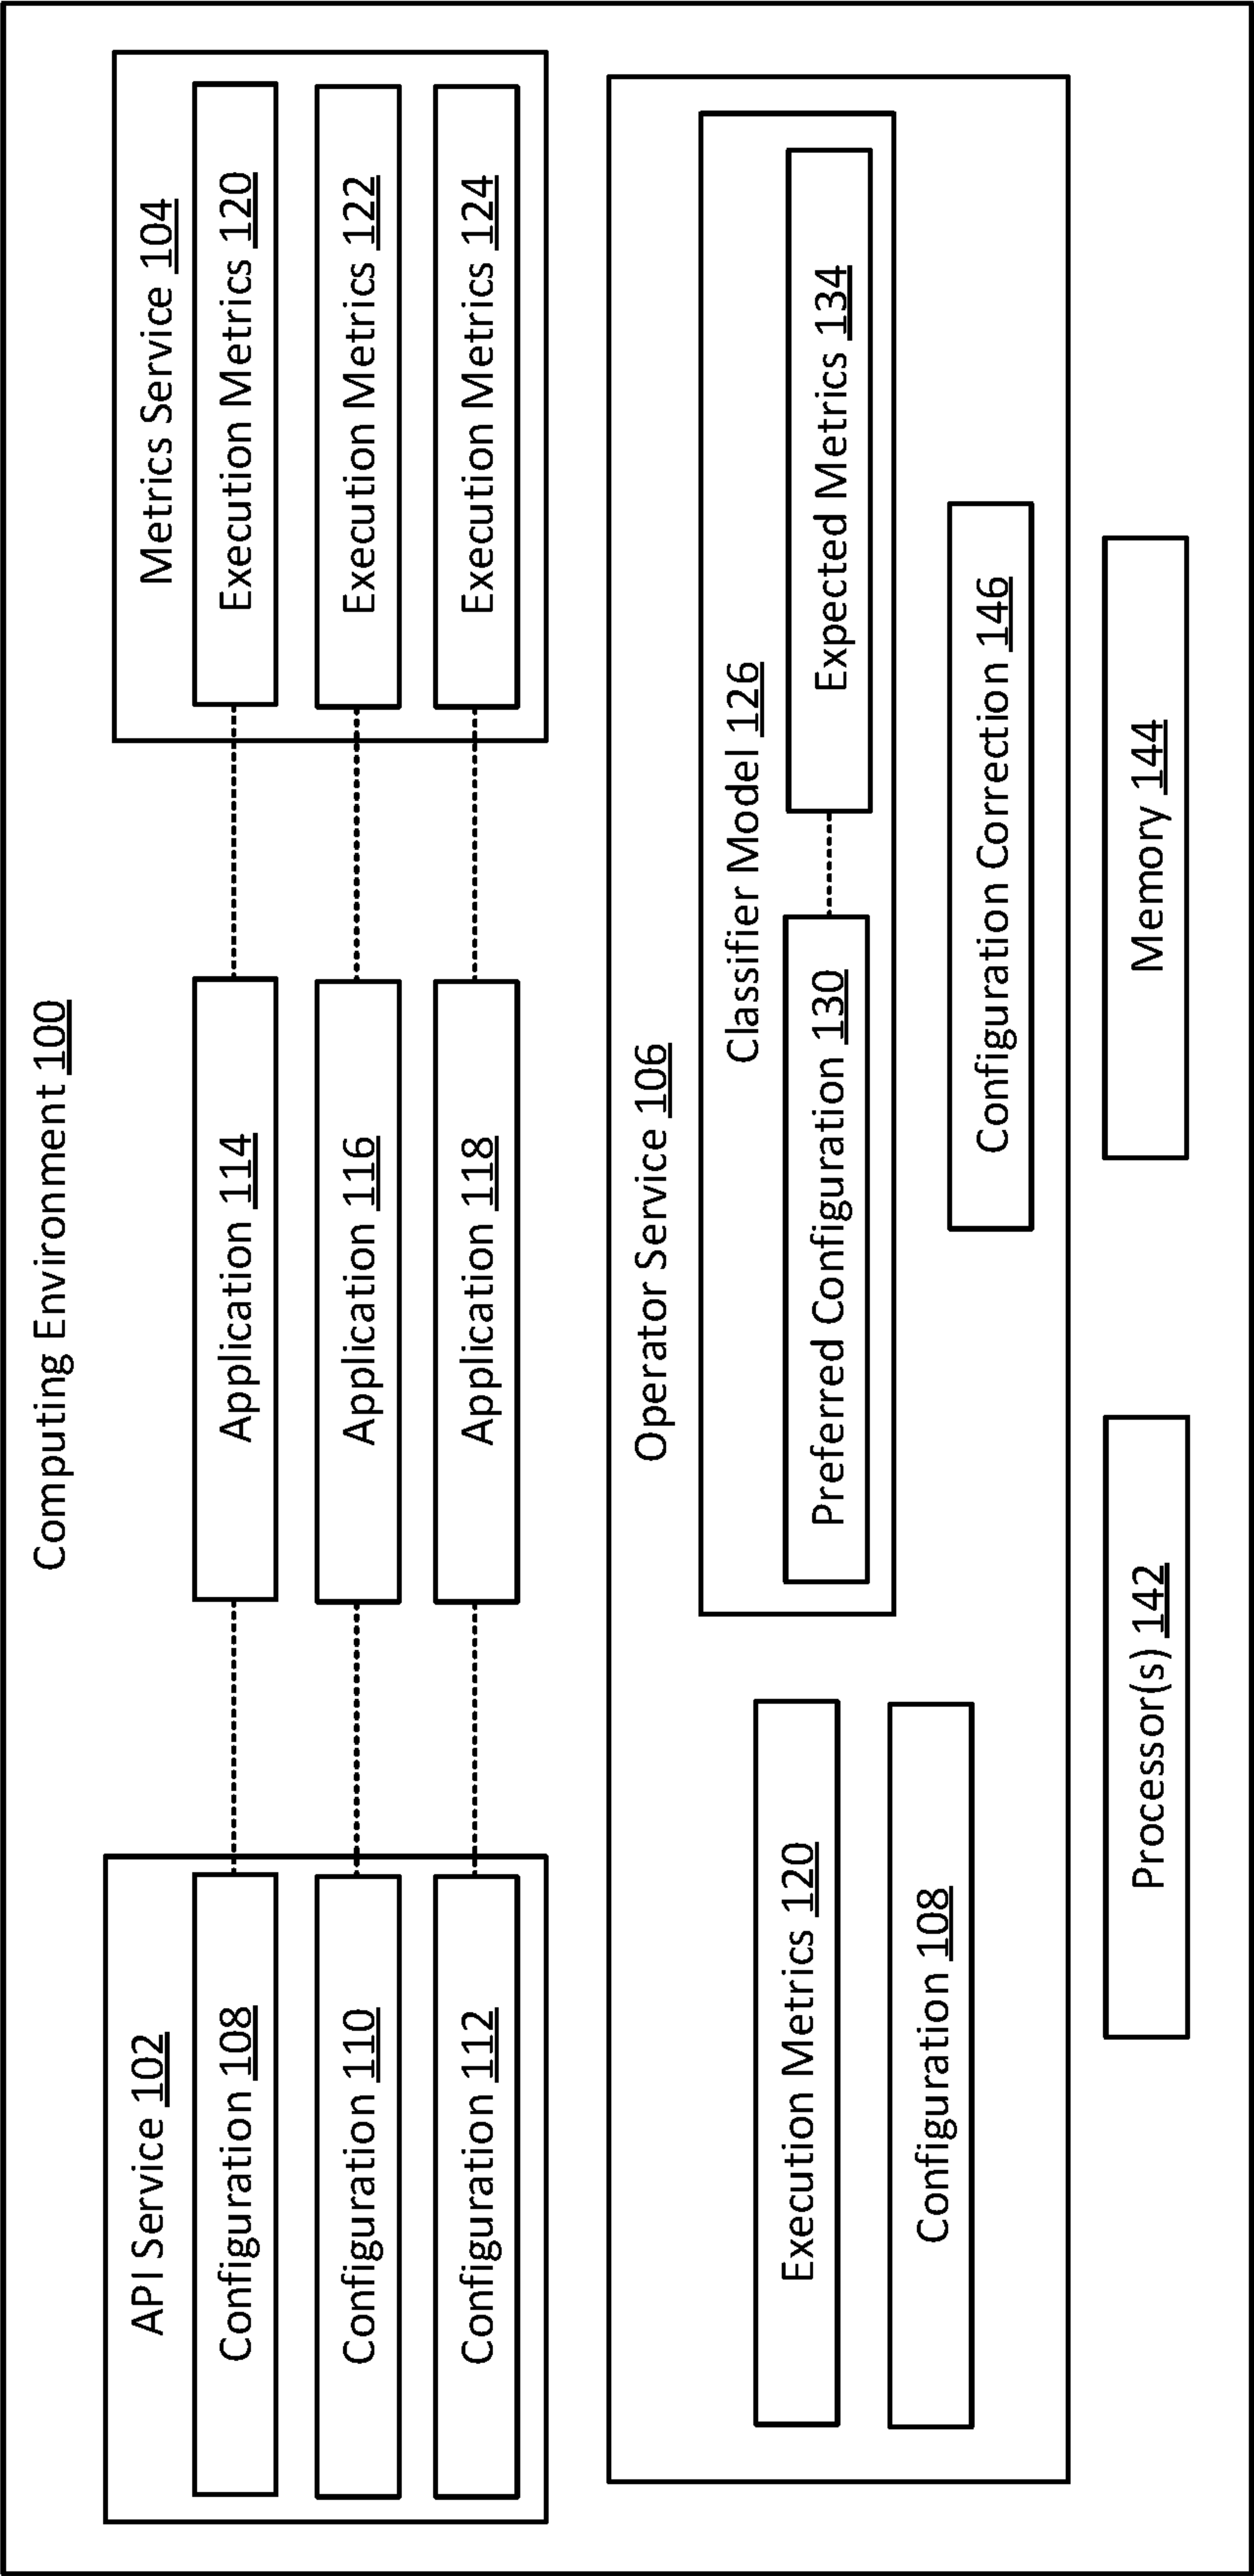 Computing Environment 100
API Service 102
Configuration 108
Configuration 110
Configuration 112
Application 114
Application 116
Application 118
Metrics Service 104
Execution Metrics 120
Execution Metrics 122
Execution Metrics 124
Operator Service 106
Execution Metrics 120
Configuration 108
Classifier Model 126
Preferred Configuration 130
Expected Metrics 134
Configuration Correction 146
Processor(s) 142
Memory 144